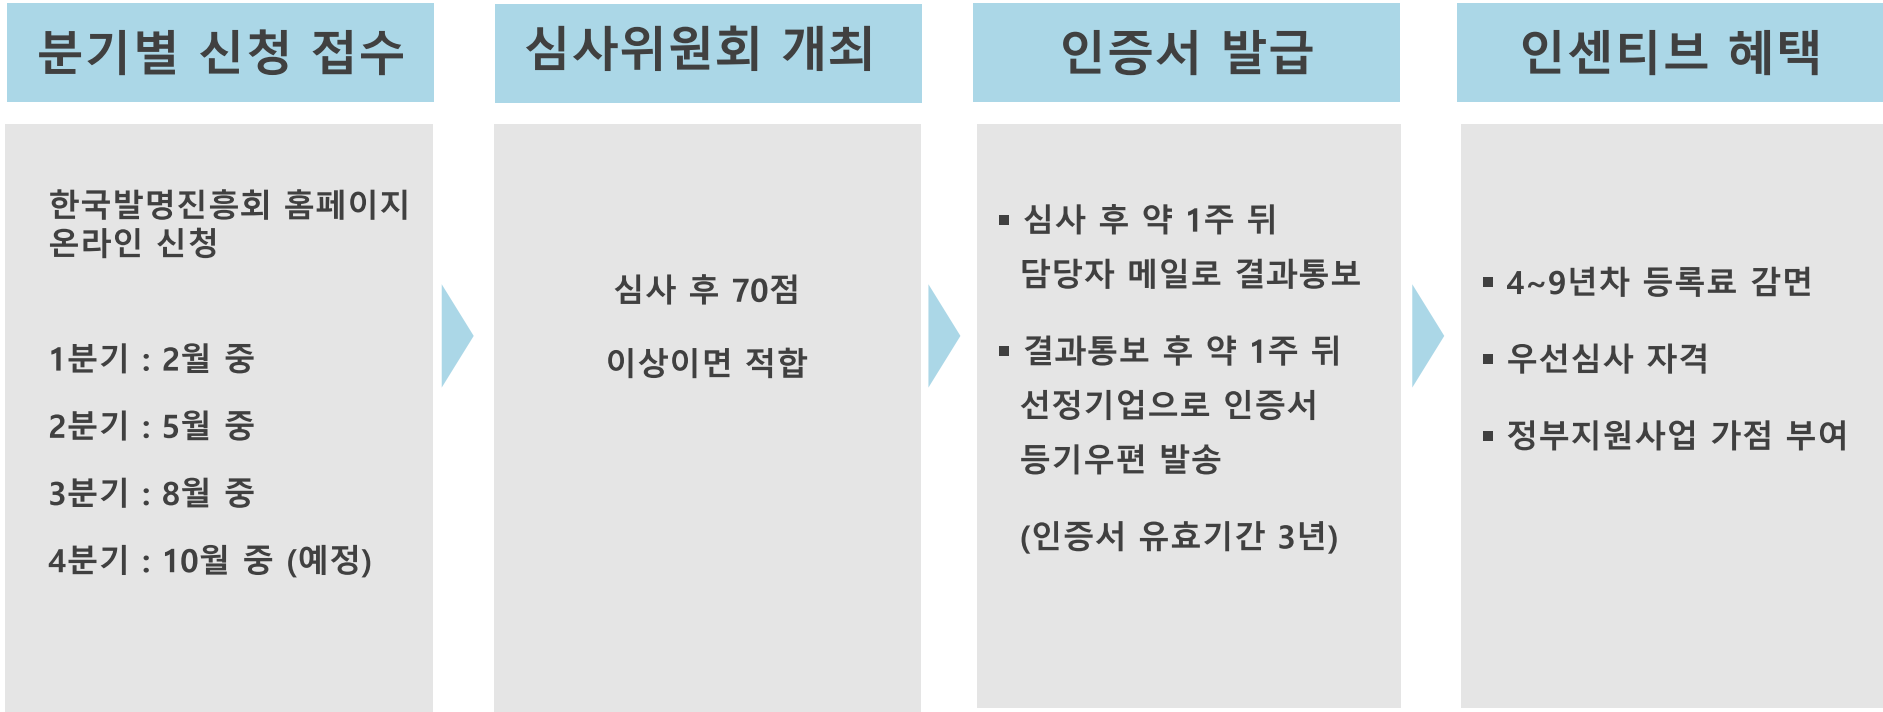 분기별 신청 접수
한국발명진흥회 홈페이지
온라인 신청
1분기 : 2월 중
2분기 : 5월 중
3분기 : 8월 중
4분기 : 10월 중 (예정)
심사위원회 개최
심사 후 70점
이상이면 적합
인증서 발급
▪ 심사 후 약 1주 뒤
담당자 메일로 결과통보
▪ 결과통보 후 약 1주 뒤
선정기업으로 인증서
등기우편 발송
(인증서 유효기간 3년)
인센티브 혜택
▪ 4~9년차 등록료 감면
▪ 우선심사 자격
▪ 정부지원사업 가점 부여